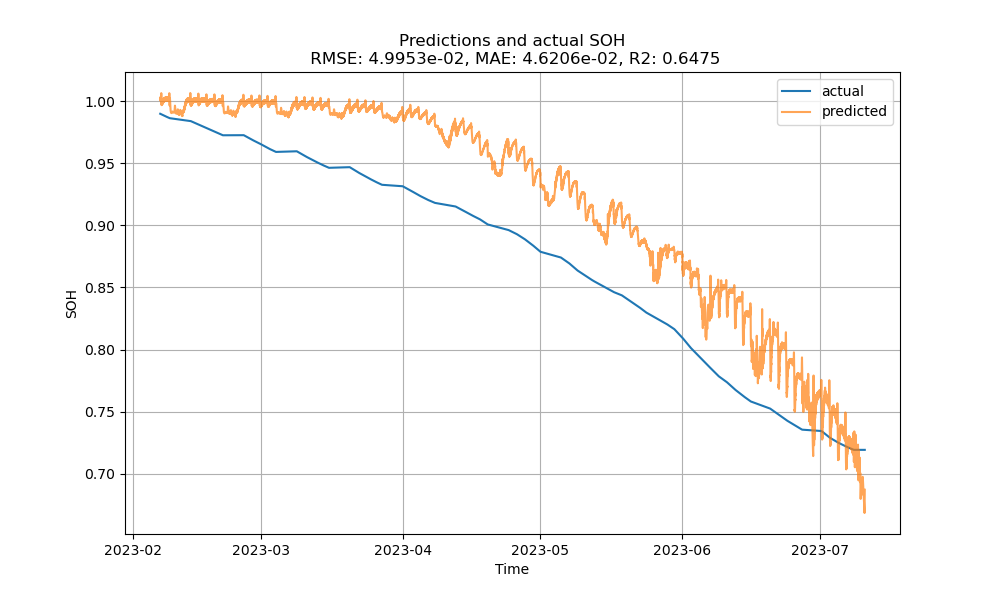 Predictions and actual SOH
RMSE: 4.9953e-02, MAE: 4.6206e-02, R2: 0.6475
actual
predicted
1.00
0.95
0.90
0.85
0.80
0.75
0.70
SOH
2023-02
2023-03
2023-04
2023-05
2023-06
2023-07
Time